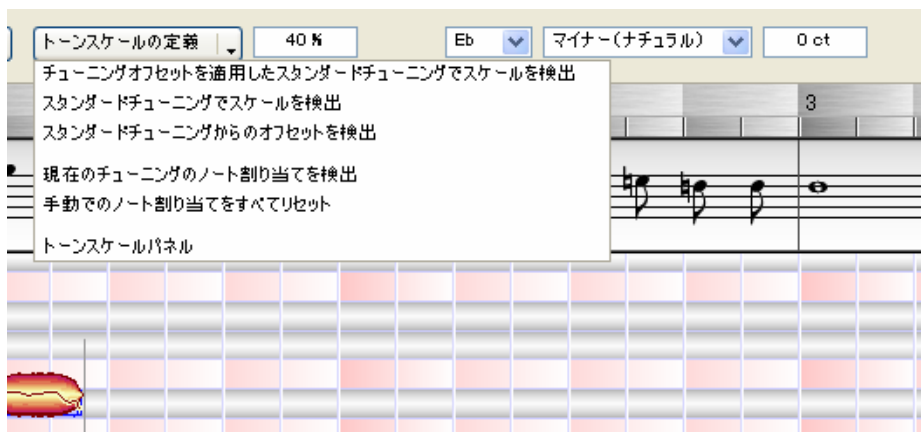 トーンスケールの定義 40 % Eb マイナー(ナチュラル) 0 ct
チューニングオフセットを適用したスタンダードチューニングでスケールを検出
スタンダードチューニングでスケールを検出
3
スタンダードチューニングからのオフセットを検出
現在のチューニングのノート割り当てを検出
手動でのノート割り当てをすべてリセット
トーンスケールパネル